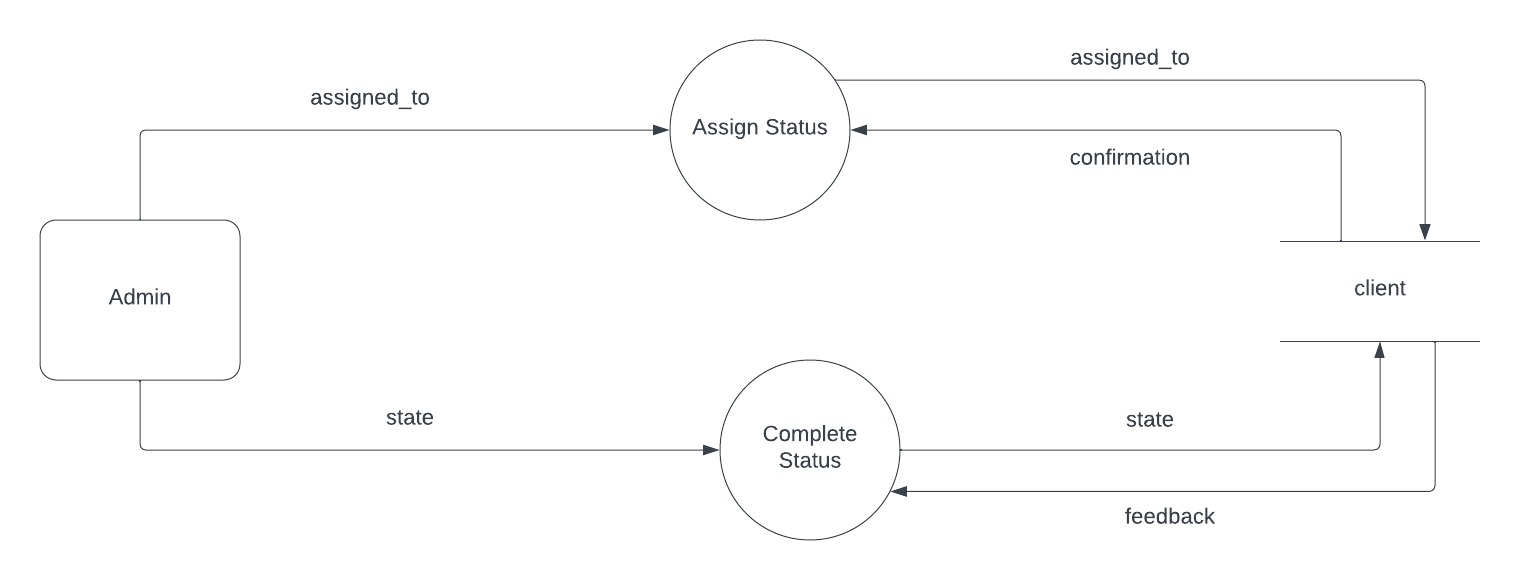 assigned_to
assigned_to
Assign Status
confirmation
Admin
client
state
Complete
Status
state
feedback